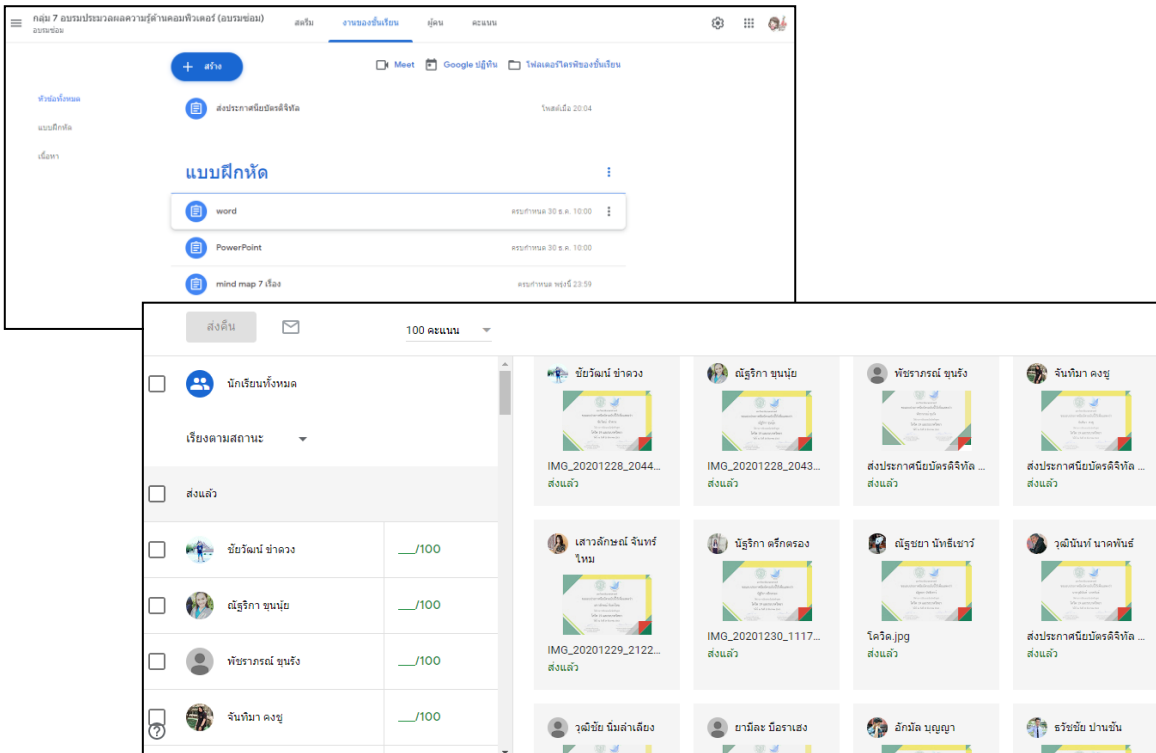 กลุ่ม 7 อบรมประมวลผลความรู้ด้านคอมพิวเตอร์ (อบรมซ่อม)
อบรมซ่อม
สตรีม
งานของชั้นเรียน
ผู้คน
คะแนน
สร้าง
Meet
Google ปฏิทิน
โฟลเดอร์ไดรฟ์ของชั้นเรียน
หัวข้อทั้งหมด
แบบฝึกหัด
เนื้อหา
ส่งประกาศนียบัตรดิจิทัล
โพสต์เมื่อ 20:04
แบบฝึกหัด
word
ครบกำหนด 30 ธ.ค. 10:00
PowerPoint
ครบกำหนด 30 ธ.ค. 10:00
mind map 7 เรื่อง
ครบกำหนด พรุ่งนี้ 23:59
ส่งคืน
100 คะแนน
นักเรียนทั้งหมด
เรียงตามสถานะ
ส่งแล้ว
ชัยวัฒน์ ขำดวง
__/100
ณัฐริกา ขุนนุ้ย
__/100
พัชราภรณ์ ขุนรัง
__/100
จันทิมา คงชู
__/100
ชัยวัฒน์ ขำดวง
IMG_20201228_2044...
ส่งแล้ว
ณัฐริกา ขุนนุ้ย
IMG_20201228_2043...
ส่งแล้ว
พัชราภรณ์ ขุนรัง
ส่งประกาศนียบัตรดิจิทัล ...
ส่งแล้ว
จันทิมา คงชู
ส่งประกาศนียบัตรดิจิทัล ...
ส่งแล้ว
เสาวลักษณ์ จันทร์
ไหม
IMG_20201229_2122...
ส่งแล้ว
นัฐริกา ตรึกตรอง
IMG_20201230_1117...
ส่งแล้ว
ณัฐชยา นัทธีเชาว์
โควิด.jpg
ส่งแล้ว
วุฒินันท์ นาคพันธ์
ส่งประกาศนียบัตรดิจิทัล ...
ส่งแล้ว
วุฒิชัย นิ่มลำเลียง
ยามีละ บือราเฮง
อักมัล บุญญา
ธวัชชัย ปานชัน